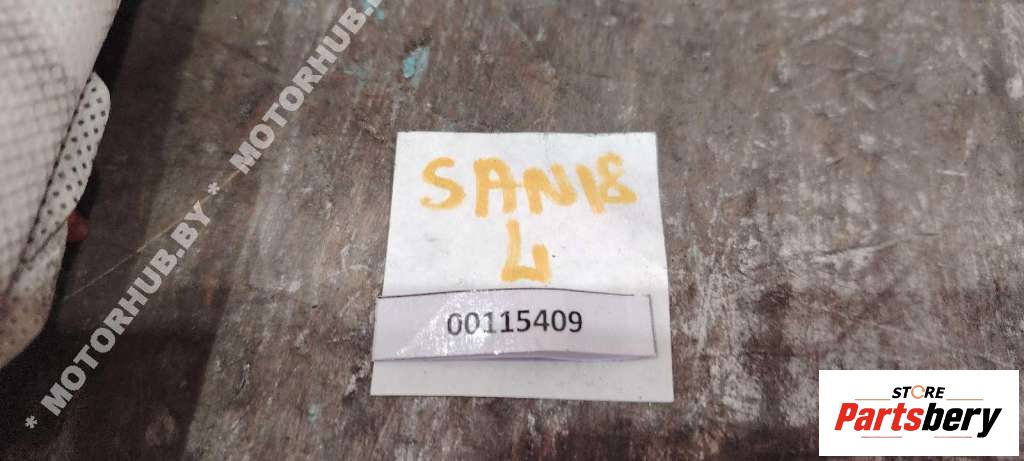 * MOTORHUB.BY * MOTORHUB.BY
SAN18
L
00115409
STORE
Partsbery